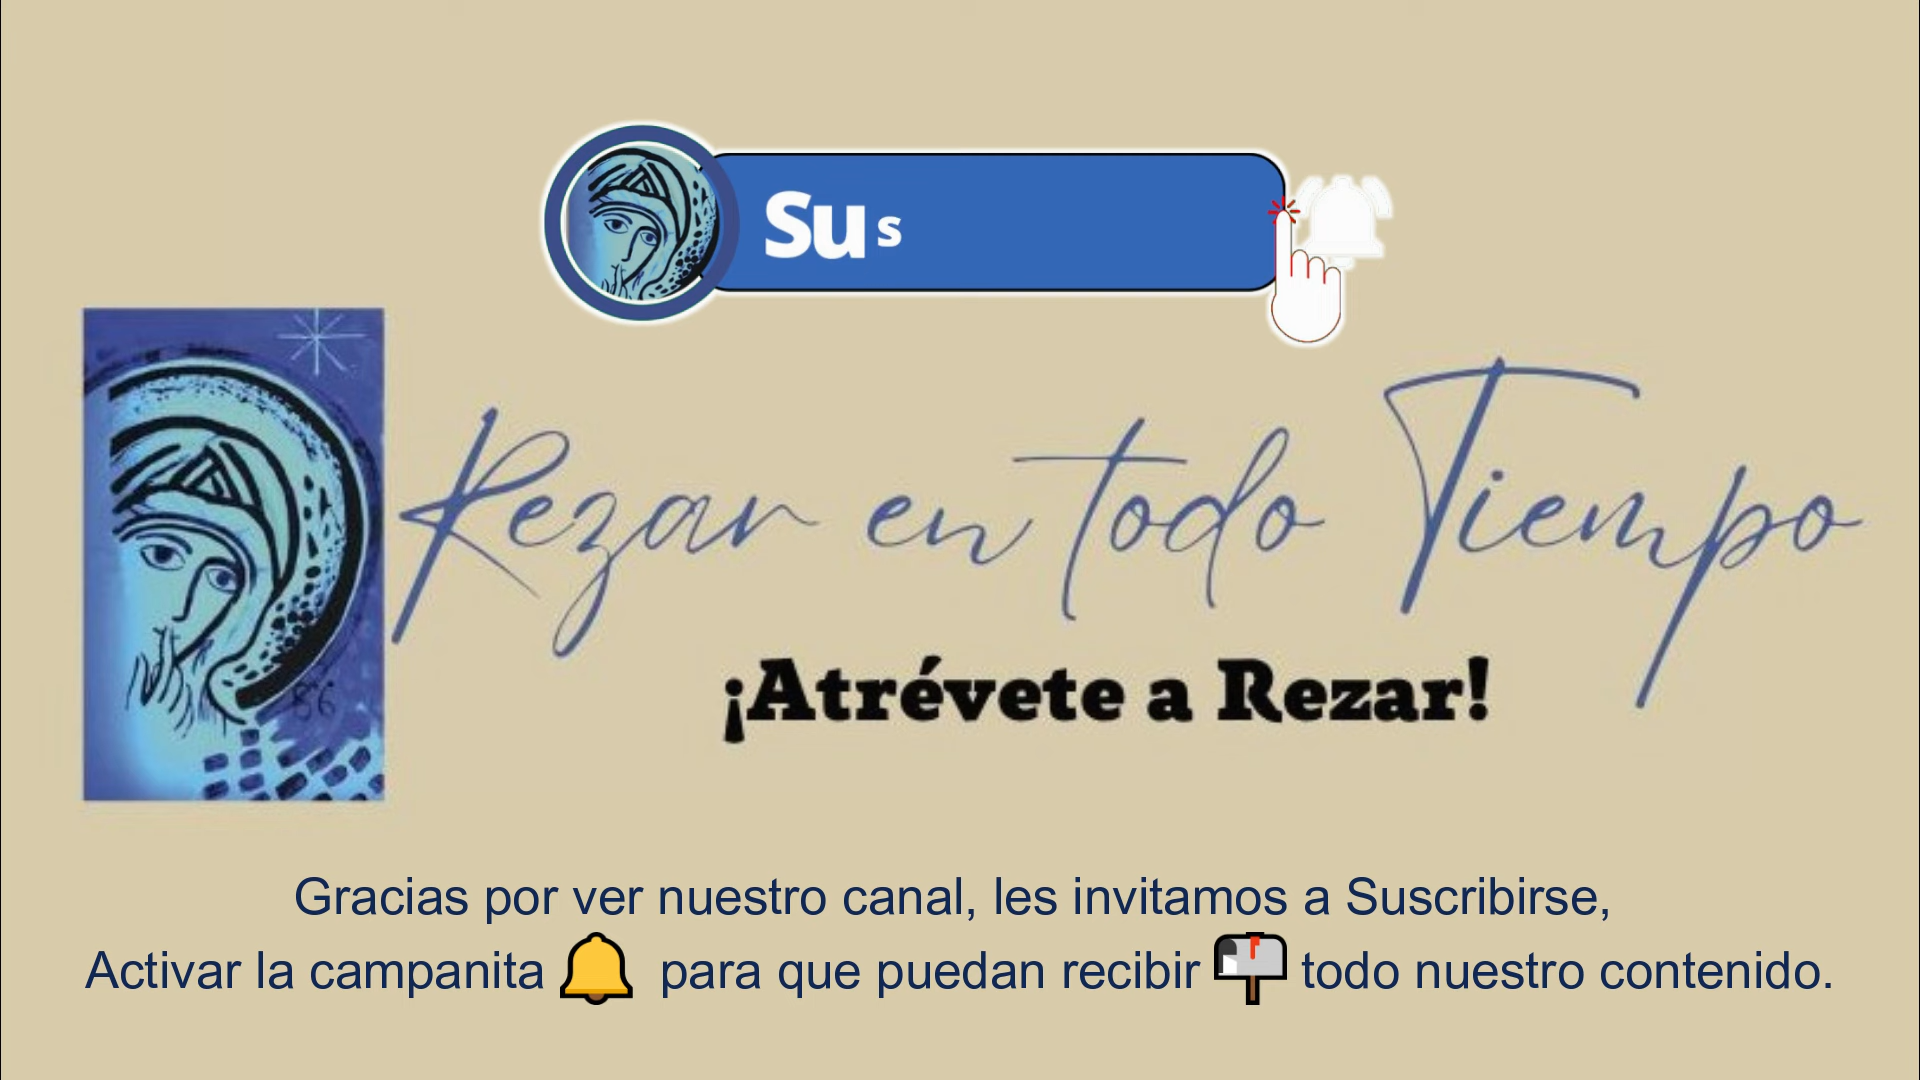 Sus
Rezar en todo Tiempo
¡Atrévete a Rezar!
Gracias por ver nuestro canal, les invitamos a Suscribirse,
Activar la campanita 🔔 para que puedan recibir 📬 todo nuestro contenido.